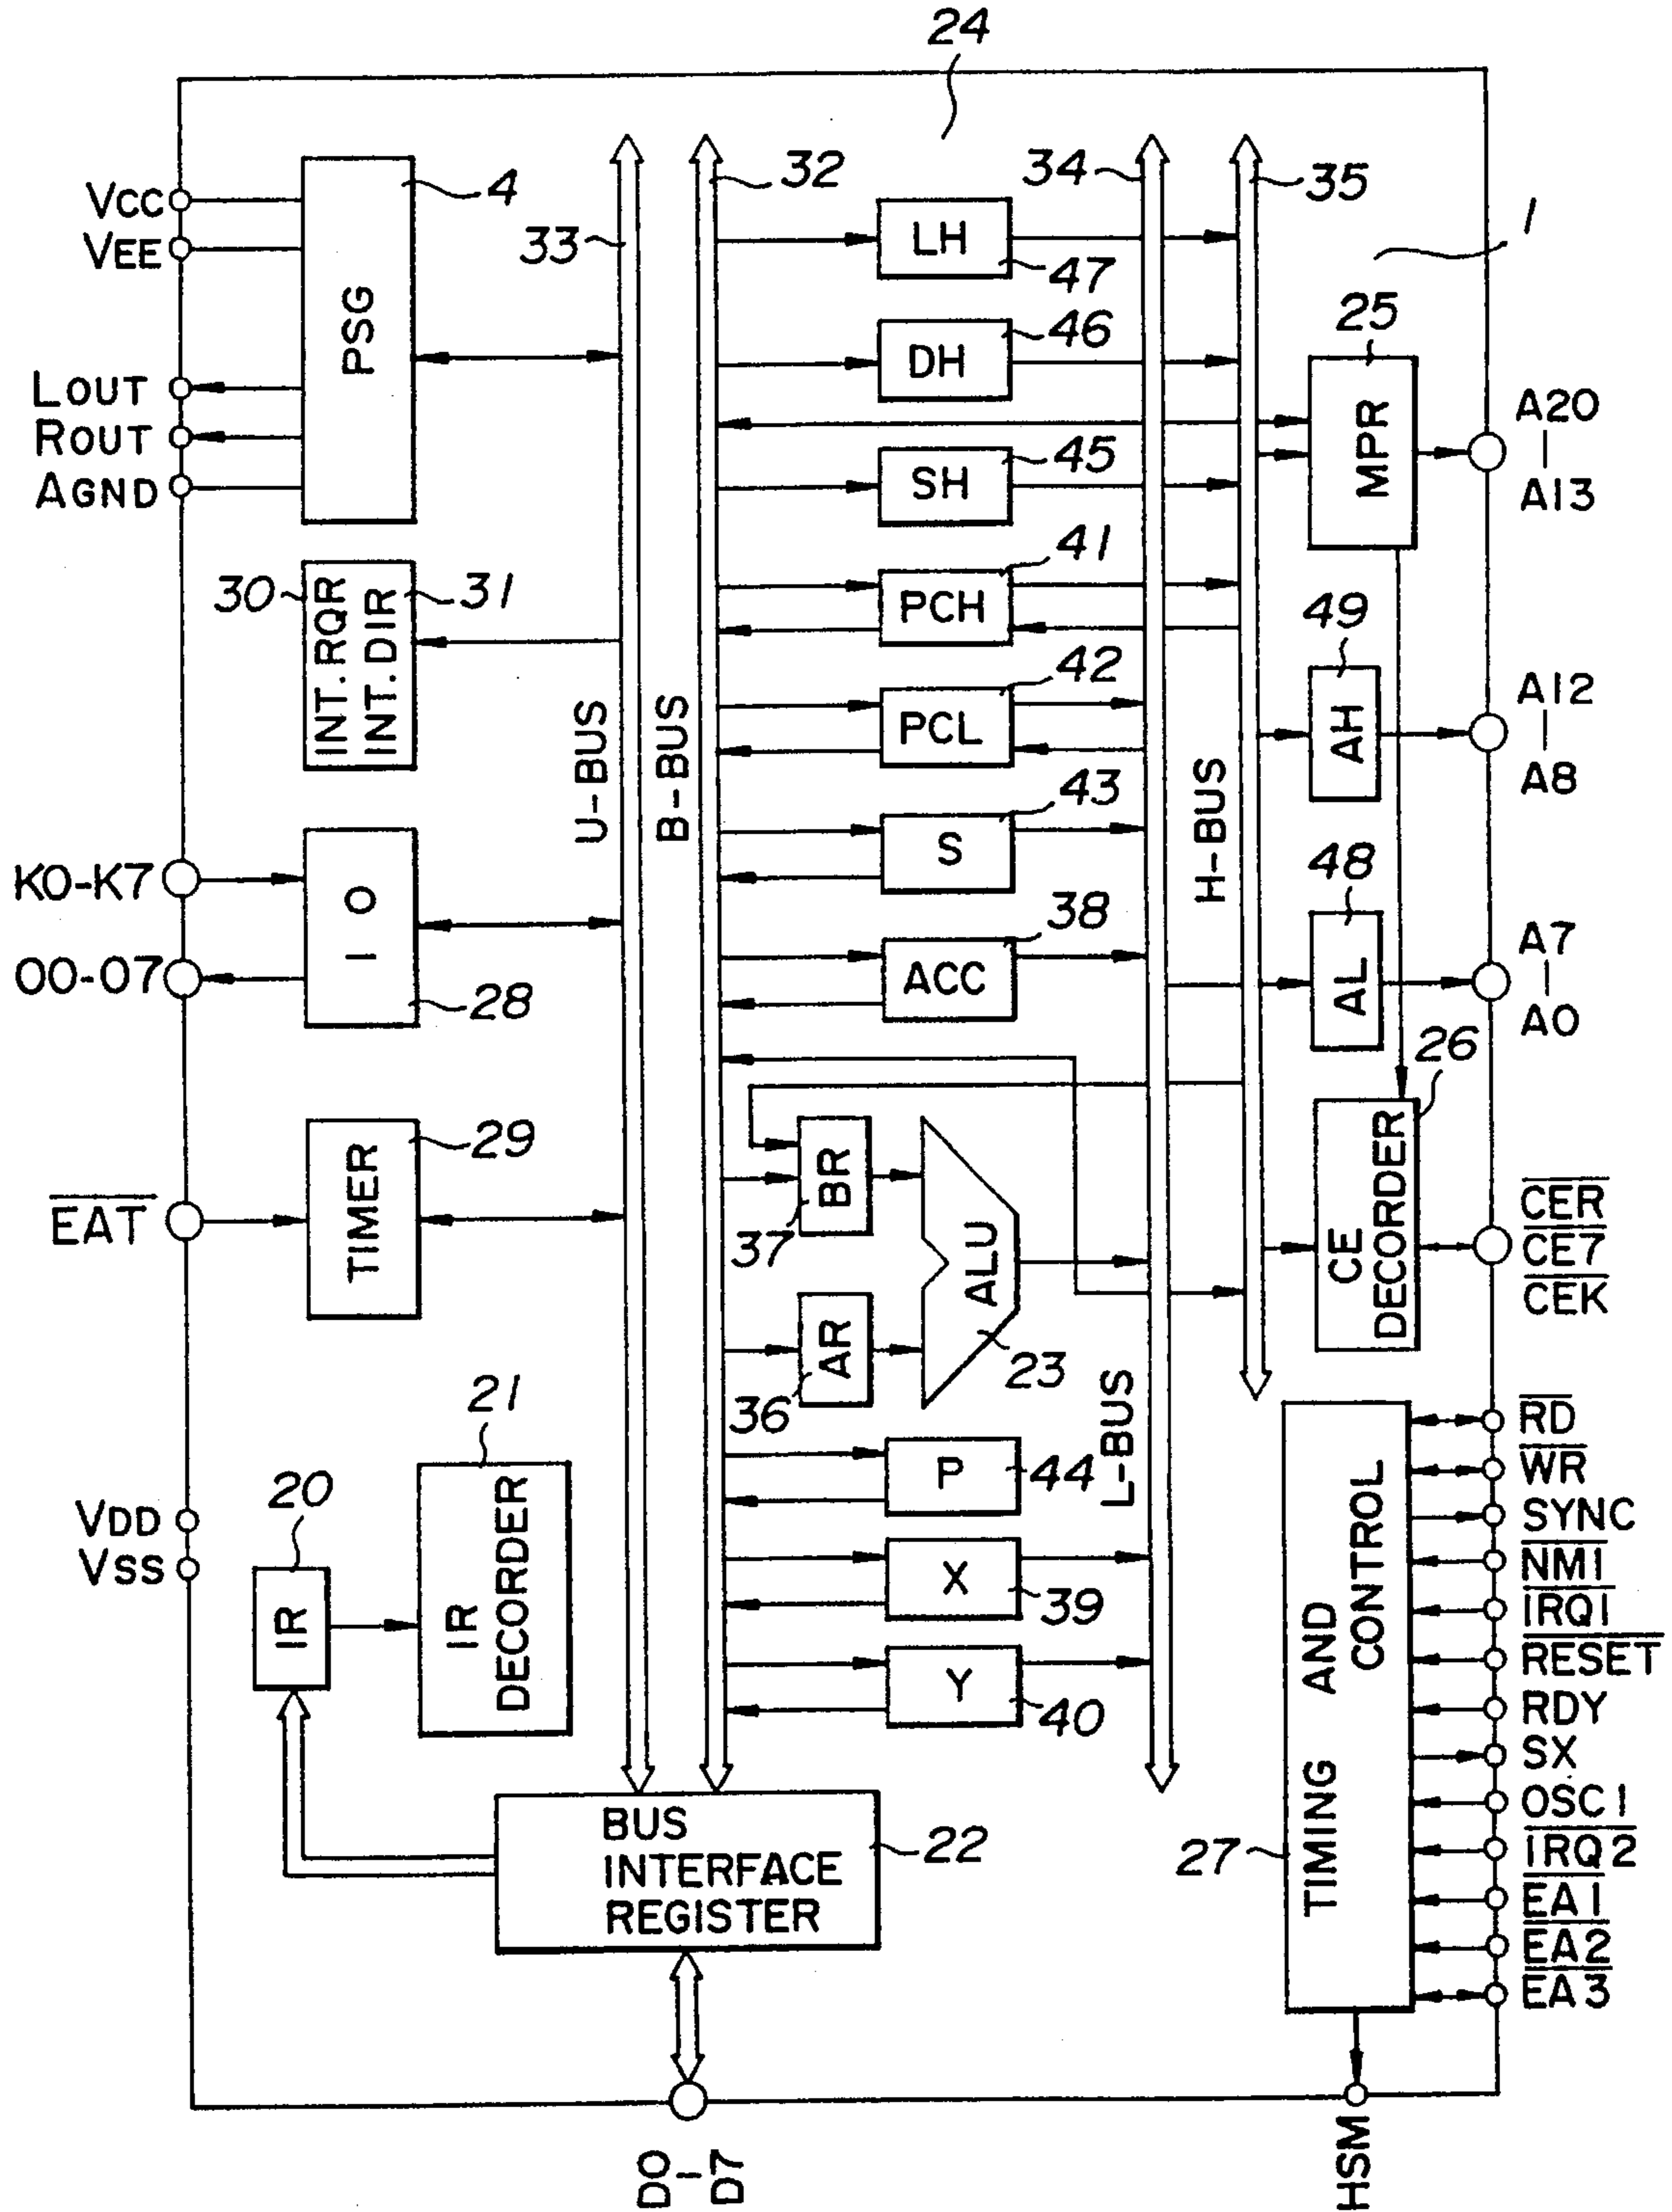 24
VCC
VEE
LOUT
ROUT
AGND
4
PSG
33
32
34
35
1
LH
47
DH
46
SH
45
PCH
41
PCL
42
S
43
ACC
38
25
MPR
A20
A13
49
AH
A12
A8
48
AL
A7
A0
30
INT.RQR
INT.DIR
31
U-BUS
B-BUS
H-BUS
L-BUS
K0-K7
O0-O7
I O
28
EAT
TIMER
29
BR
37
AR
36
ALU
23
26
CE
DECORDER
CER
CE7
CEK
21
IR
DECORDER
20
IR
VDD
VSS
P
44
X
39
Y
40
BUS
INTERFACE
REGISTER
22
27
TIMING AND
CONTROL
RD
WR
SYNC
NMI
IRQ1
RESET
RDY
SX
OSC1
IRQ2
EA1
EA2
EA3
D0
D7
HSM